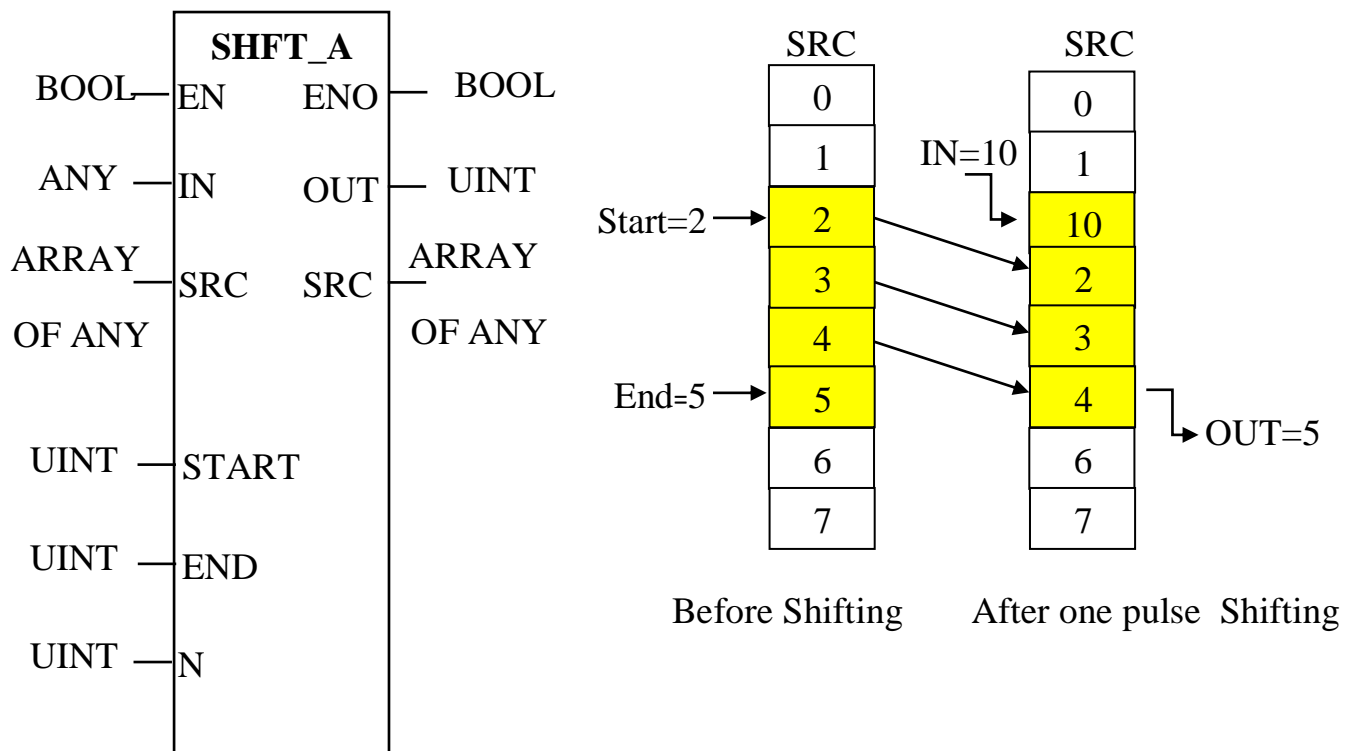 SHFT_A
BOOL EN ENO BOOL
ANY IN OUT UINT
ARRAY SRC SRC ARRAY
OF ANY OF ANY
UINT START
UINT END
UINT N
SRC SRC
0 0
1 IN=10 1
Start=2 2 10
3 2
4 3
End=5 5 4
OUT=5
6 6
7 7
Before Shifting After one pulse Shifting